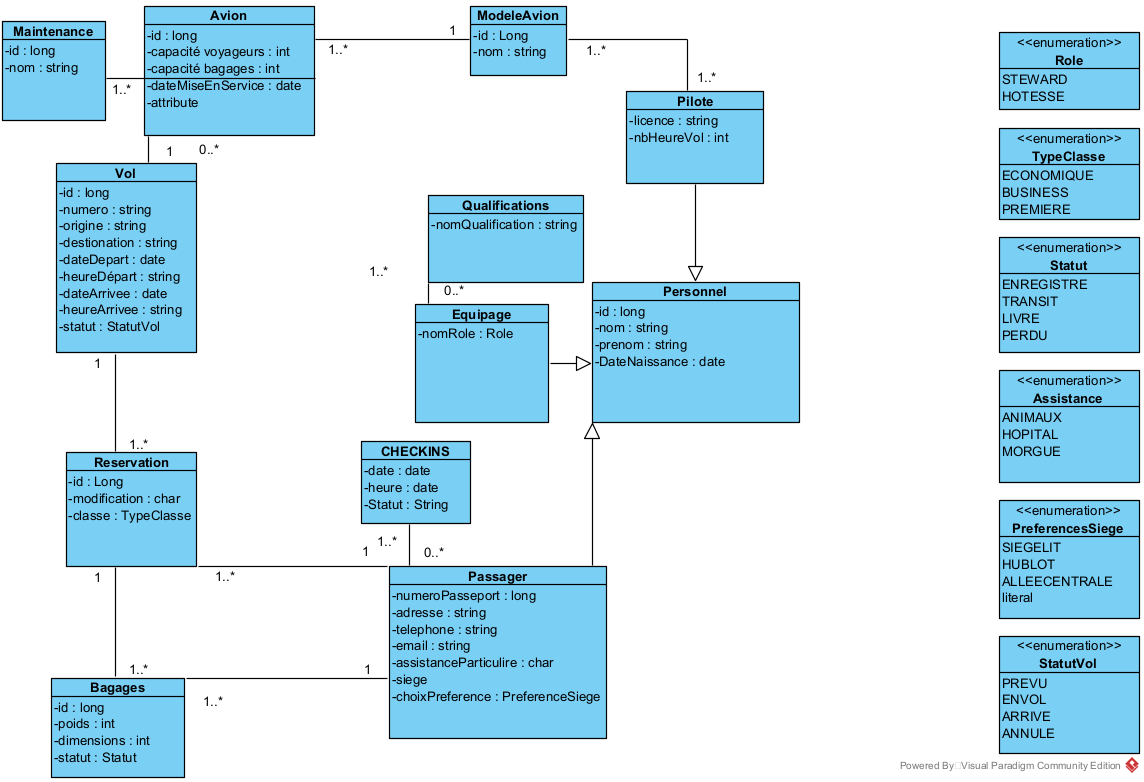 Maintenance
-id : long
-nom : string
1..*
Avion
-id : long
-capacité voyageurs : int
-capacité bagages : int
-dateMiseEnService : date
-attribute
1..*
1
ModeleAvion
-id : Long
-nom : string
1..*
1..*
Pilote
-licence : string
-nbHeureVol : int
1
0..*
Vol
-id : long
-numero : string
-origine : string
-destionation : string
-dateDepart : date
-heureDépart : string
-dateArrivee : date
-heureArrivee : string
-statut : StatutVol
Qualifications
-nomQualification : string
1..*
0..*
Equipage
-nomRole : Role
Personnel
-id : long
-nom : string
-prenom : string
-DateNaissance : date
1
1..*
Reservation
-id : Long
-modification : char
-classe : TypeClasse
CHECKINS
-date : date
-heure : date
-Statut : String
1..*
0..*
1
1..*
Passager
-numeroPasseport : long
-adresse : string
-telephone : string
-email : string
-assistanceParticulire : char
-siege
-choixPreference : PreferenceSiege
1
1..*
1
1..*
Bagages
-id : long
-poids : int
-dimensions : int
-statut : Statut
<<enumeration>>
Role
STEWARD
HOTESSE
<<enumeration>>
TypeClasse
ECONOMIQUE
BUSINESS
PREMIERE
<<enumeration>>
Statut
ENREGISTRE
TRANSIT
LIVRE
PERDU
<<enumeration>>
Assistance
ANIMAUX
HOPITAL
MORGUE
<<enumeration>>
PreferencesSiege
SIEGELIT
HUBLOT
ALLEECENTRALE
literal
<<enumeration>>
StatutVol
PREVU
ENVOL
ARRIVE
ANNULE
Powered By Visual Paradigm Community Edition